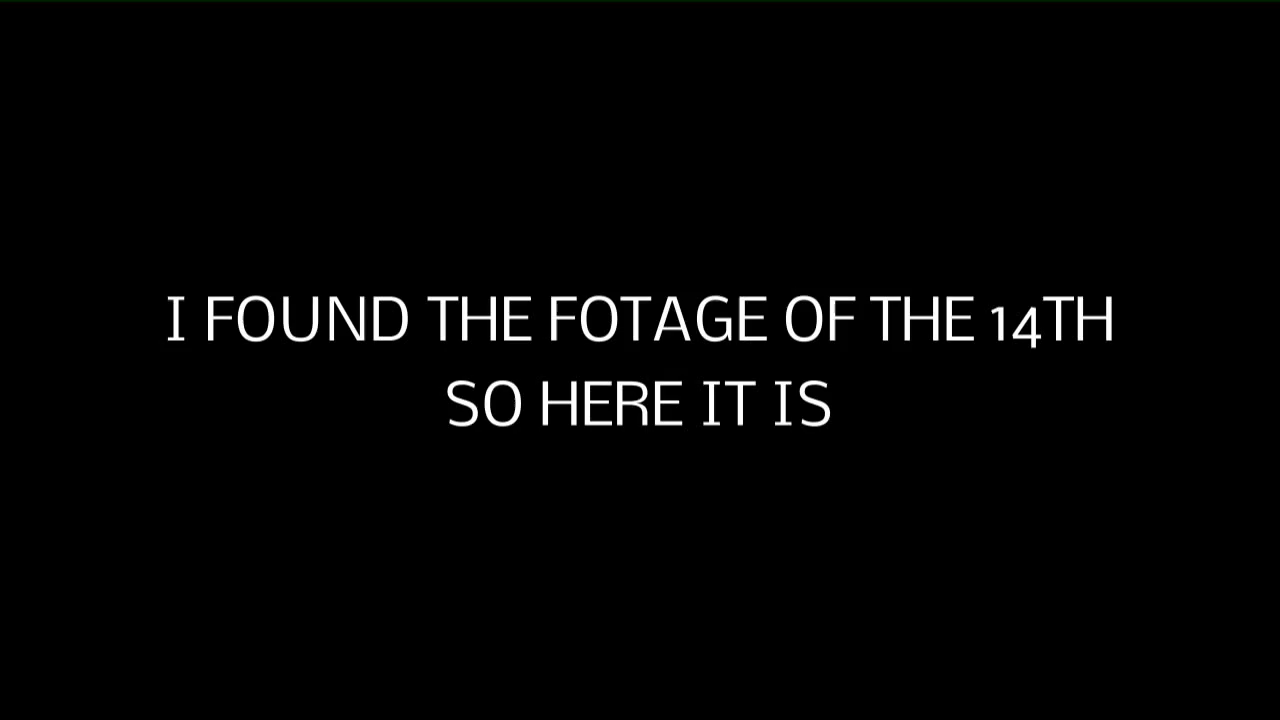 I FOUND THE FOTAGE OF THE 14TH
SO HERE IT IS